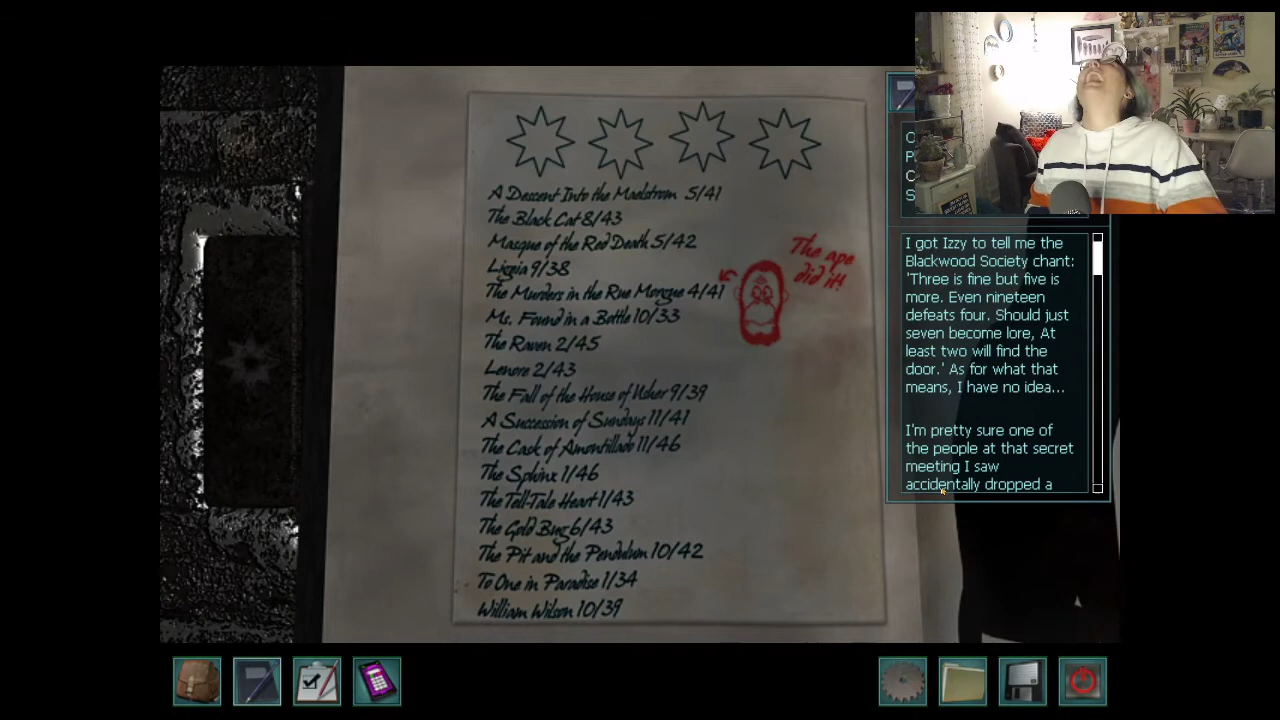 A Descent Into the Maelstrom 5/41
The Black Cat 8/43
Masque of the Red Death 5/42
Ligeia 9/38
The Murders in the Rue Morgue 4/41
Ms. Found in a Bottle 10/33
The Raven 2/45
Lenore 2/43
The Fall of the House of Usher 9/39
A Succession of Sundays 11/41
The Cask of Amontillado 11/46
The Sphinx 1/46
The Tell-Tale Heart 1/43
The Gold Bug 6/43
The Pit and the Pendulum 10/42
To One in Paradise 1/34
William Wilson 10/39
The ape
did it!
I got Izzy to tell me the
Blackwood Society chant:
'Three is fine but five is
more. Even nineteen
defeats four. Should just
seven become lore, At
least two will find the
door.' As for what that
means, I have no idea...
I'm pretty sure one of
the people at that secret
meeting I saw
accidentally dropped a